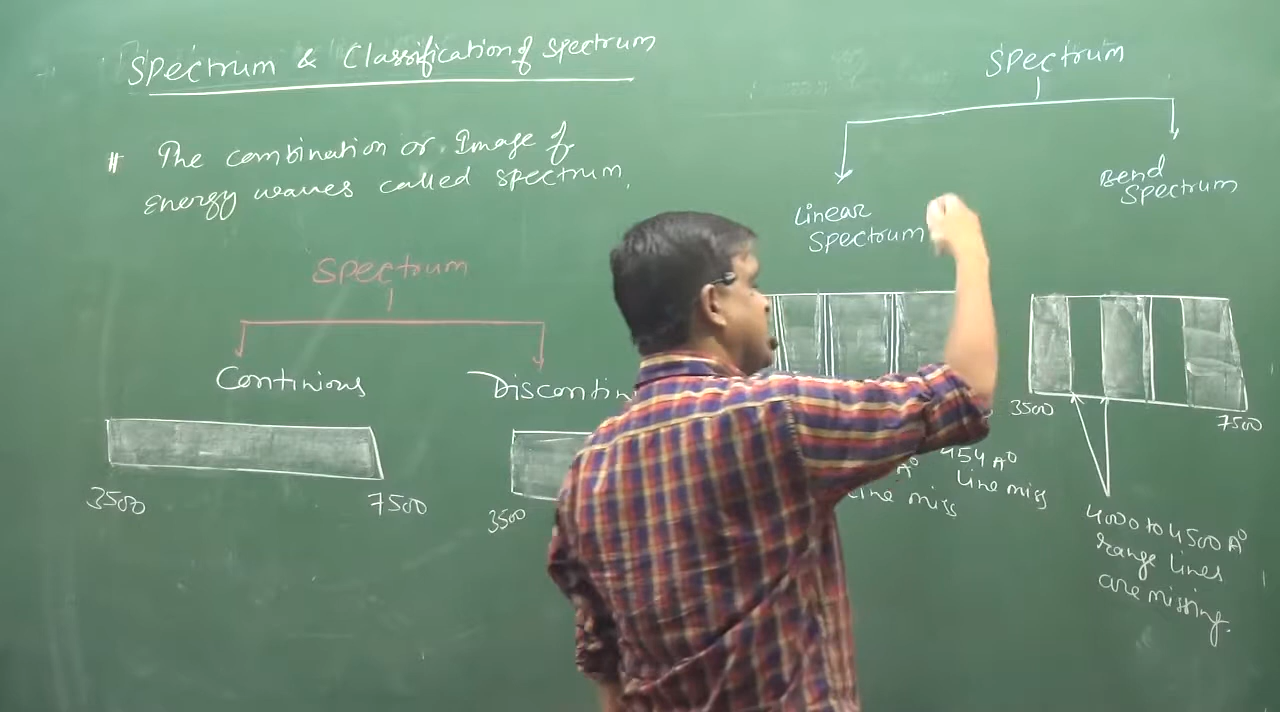 Spectrum & Classification of spectrum
# The combination or Image of
energy waves called spectrum.
Spectrum
Continious
Discontin
3500
7500
3500
Spectrum
Linear
Spectrum
Bend
Spectrum
A°
line miss
454 A°
line miss
3500
7500
4000 to 4500 A°
range lines
are missing.